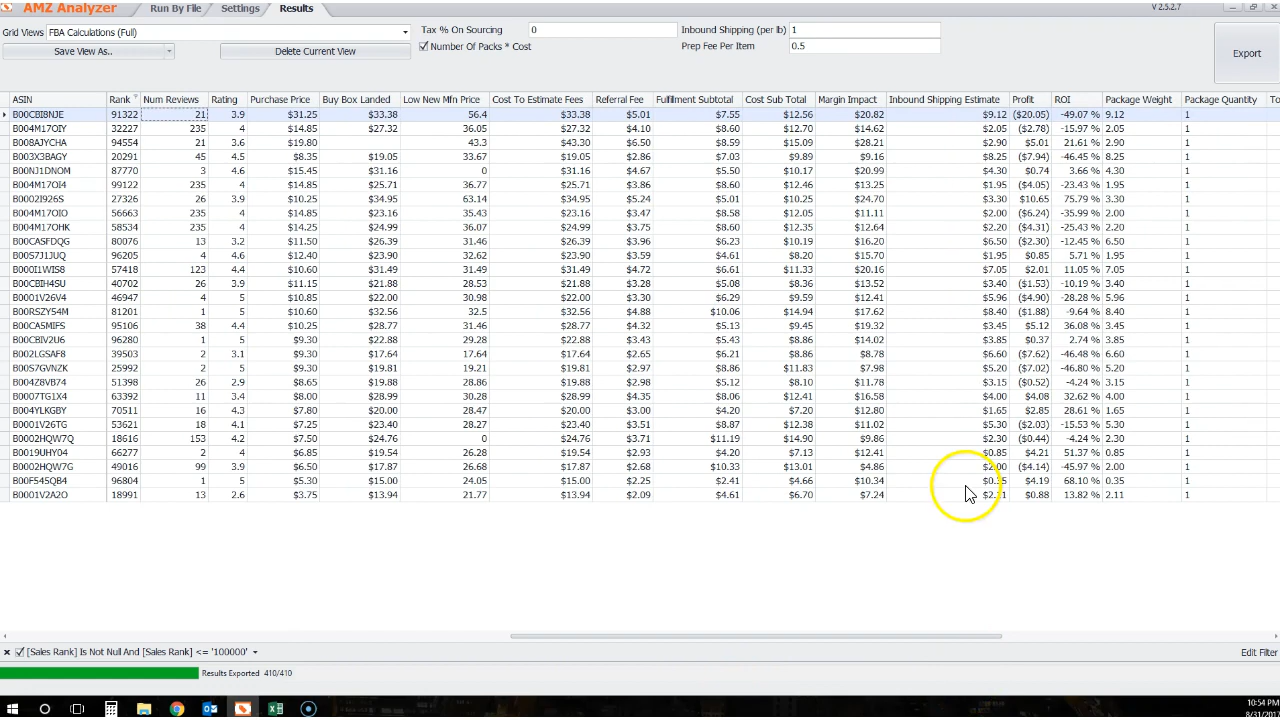 AMZ Analyzer Run By File Settings Results V 2.5.2.7
Grid Views FBA Calculations (Full) Tax % On Sourcing 0 Inbound Shipping (per lb) 1
Save View As.. Delete Current View Number Of Packs * Cost Prep Fee Per Item 0.5 Export
ASIN Rank Num Reviews Rating Purchase Price Buy Box Landed Low New Mfn Price Cost To Estimate Fees Referral Fee Fulfilment Subtotal Cost Sub Total Margin Impact Inbound Shipping Estimate Profit ROI Package Weight Package Quantity To
B00CBIBNJE 91322 21 3.9 $31.25 $33.38 56.4 $33.38 $5.01 $7.55 $12.56 $20.82 $9.12 ($20.05) -49.07 % 9.12 1
B004M17OIY 32227 235 4 $14.85 $27.32 36.05 $27.32 $4.10 $8.60 $12.70 $14.62 $2.05 ($2.78) -15.97 % 2.05 1
B008AJYCHA 94554 21 3.6 $19.80 43.3 $43.30 $6.50 $8.59 $15.09 $28.21 $2.90 $5.01 21.61 % 2.90 1
B003X3BAGY 20291 45 4.5 $8.35 $19.05 33.67 $19.05 $2.86 $7.03 $9.89 $9.16 $8.25 ($7.94) -46.45 % 8.25 1
B00NJ1DNOM 87770 3 4.6 $15.45 $31.16 0 $31.16 $4.67 $5.50 $10.17 $20.99 $4.30 $0.74 3.66 % 4.30 1
B004M17OI4 99122 235 4 $14.85 $25.71 36.77 $25.71 $3.86 $8.60 $12.46 $13.25 $1.95 ($4.05) -23.43 % 1.95 1
B0002I926S 27326 26 3.9 $10.25 $34.95 63.14 $34.95 $5.24 $5.01 $10.25 $24.70 $3.30 $10.65 75.79 % 3.30 1
B004M17OIO 56663 235 4 $14.85 $23.16 35.43 $23.16 $3.47 $8.58 $12.05 $11.11 $2.00 ($6.24) -35.99 % 2.00 1
B004M17OHK 58534 235 4 $14.25 $24.99 36.07 $24.99 $3.75 $8.60 $12.35 $12.64 $2.20 ($4.31) -25.43 % 2.20 1
B00CASFDQG 80076 13 3.2 $11.50 $26.39 31.46 $26.39 $3.96 $6.23 $10.19 $16.20 $6.50 ($2.30) -12.45 % 6.50 1
B00S7J1JUQ 96205 4 4.6 $12.40 $23.90 32.62 $23.90 $3.59 $4.61 $8.20 $15.70 $1.95 $0.85 5.71 % 1.95 1
B000I1WIS8 57418 123 4.4 $10.60 $31.49 31.49 $31.49 $4.72 $6.61 $11.33 $20.16 $7.05 $2.01 11.05 % 7.05 1
B00CBIH4SU 40702 26 3.9 $11.15 $21.88 28.53 $21.88 $3.28 $5.08 $8.36 $13.52 $3.40 ($1.53) -10.19 % 3.40 1
B0001V26V4 46947 4 5 $10.85 $22.00 30.98 $22.00 $3.30 $6.29 $9.59 $12.41 $5.96 ($4.90) -28.28 % 5.96 1
B00RSZY54M 81201 1 5 $10.60 $32.56 32.5 $32.56 $4.88 $10.06 $14.94 $17.62 $8.40 ($1.88) -9.64 % 8.40 1
B00CASMIFS 95106 38 4.4 $10.25 $28.77 31.46 $28.77 $4.32 $5.13 $9.45 $19.32 $3.45 $5.12 36.08 % 3.45 1
B00CBIV2U6 96280 1 5 $9.30 $22.88 29.28 $22.88 $3.43 $5.43 $8.86 $14.02 $3.85 $0.37 2.74 % 3.85 1
B002LGSAF8 39503 2 3.1 $9.30 $17.64 17.64 $17.64 $2.65 $6.21 $8.86 $8.78 $6.60 ($7.62) -46.48 % 6.60 1
B00S7GVNZK 25992 2 5 $9.30 $19.81 19.21 $19.81 $2.97 $8.86 $11.83 $7.98 $5.20 ($7.02) -46.80 % 5.20 1
B004Z8VB74 51398 26 2.9 $8.65 $19.88 28.86 $19.88 $2.98 $5.12 $8.10 $11.78 $3.15 ($0.52) -4.24 % 3.15 1
B0007TG1X4 63392 11 3.4 $8.00 $28.99 30.28 $28.99 $4.35 $8.06 $12.41 $16.58 $4.00 $4.08 32.62 % 4.00 1
B004YLKGBY 70511 16 4.3 $7.80 $20.00 28.47 $20.00 $3.00 $4.20 $7.20 $12.80 $1.65 $2.85 28.61 % 1.65 1
B0001V26TG 53621 18 4.1 $7.25 $23.40 28.27 $23.40 $3.51 $8.87 $12.38 $11.02 $5.30 ($2.03) -15.53 % 5.30 1
B0002HQW7Q 18616 153 4.2 $7.50 $24.76 0 $24.76 $3.71 $11.19 $14.90 $9.86 $2.30 ($0.44) -4.24 % 2.30 1
B0019UHY04 66277 2 4 $6.85 $19.54 26.28 $19.54 $2.93 $4.20 $7.13 $12.41 $0.85 $4.21 51.37 % 0.85 1
B0002HQW7G 49016 99 3.9 $6.50 $17.87 26.68 $17.87 $2.68 $10.33 $13.01 $4.86 $2.00 ($4.14) -45.97 % 2.00 1
B00F545QB4 96804 1 5 $5.30 $15.00 24.05 $15.00 $2.25 $2.41 $4.66 $10.34 $0.35 $4.19 68.10 % 0.35 1
B0001V2A2O 18991 13 2.6 $3.75 $13.94 21.77 $13.94 $2.09 $4.61 $6.70 $7.24 $2.11 $0.88 13.82 % 2.11 1
[Sales Rank] Is Not Null And [Sales Rank] <= '100000' Edit Filter
Results Exported 410/410
10:54 PM
8/31/2017